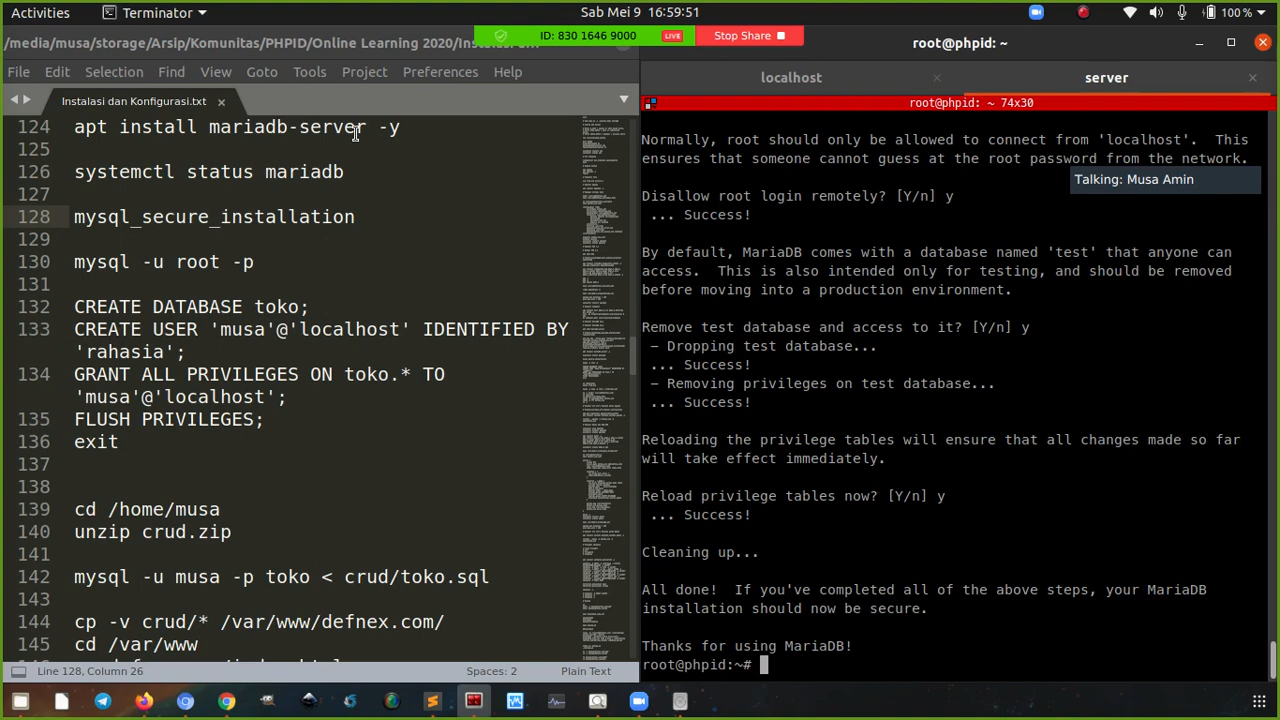 Activities
Terminator
Sab Mei 9 16:59:51
100 %
/media/musa/storage/Arsip/Komunitas/PHPID/Online Learning 2020/
ID: 830 1646 9000
LIVE
Stop Share
root@phpid: ~
File Edit Selection Find View Goto Tools Project Preferences Help
localhost
server
Instalasi dan Konfigurasi.txt
root@phpid: ~ 74x30
124 apt install mariadb-server -y
125
126 systemctl status mariadb
127
128 mysql_secure_installation
129
130 mysql -u root -p
131
132 CREATE DATABASE toko;
133 CREATE USER 'musa'@'localhost' IDENTIFIED BY
'rahasia';
134 GRANT ALL PRIVILEGES ON toko.* TO
'musa'@'localhost';
135 FLUSH PRIVILEGES;
136 exit
137
138
139 cd /home/musa
140 unzip crud.zip
141
142 mysql -u musa -p toko < crud/toko.sql
143
144 cp -v crud/* /var/www/defnex.com/
145 cd /var/www
Normally, root should only be allowed to connect from 'localhost'.  This
ensures that someone cannot guess at the root password from the network.
Talking: Musa Amin
Disallow root login remotely? [Y/n] y
... Success!
By default, MariaDB comes with a database named 'test' that anyone can
access.  This is also intended only for testing, and should be removed
before moving into a production environment.
Remove test database and access to it? [Y/n] y
- Dropping test database...
... Success!
- Removing privileges on test database...
... Success!
Reloading the privilege tables will ensure that all changes made so far
will take effect immediately.
Reload privilege tables now? [Y/n] y
... Success!
Cleaning up...
All done!  If you've completed all of the above steps, your MariaDB
installation should now be secure.
Thanks for using MariaDB!
root@phpid:~#
Line 128, Column 26
Spaces: 2
Plain Text